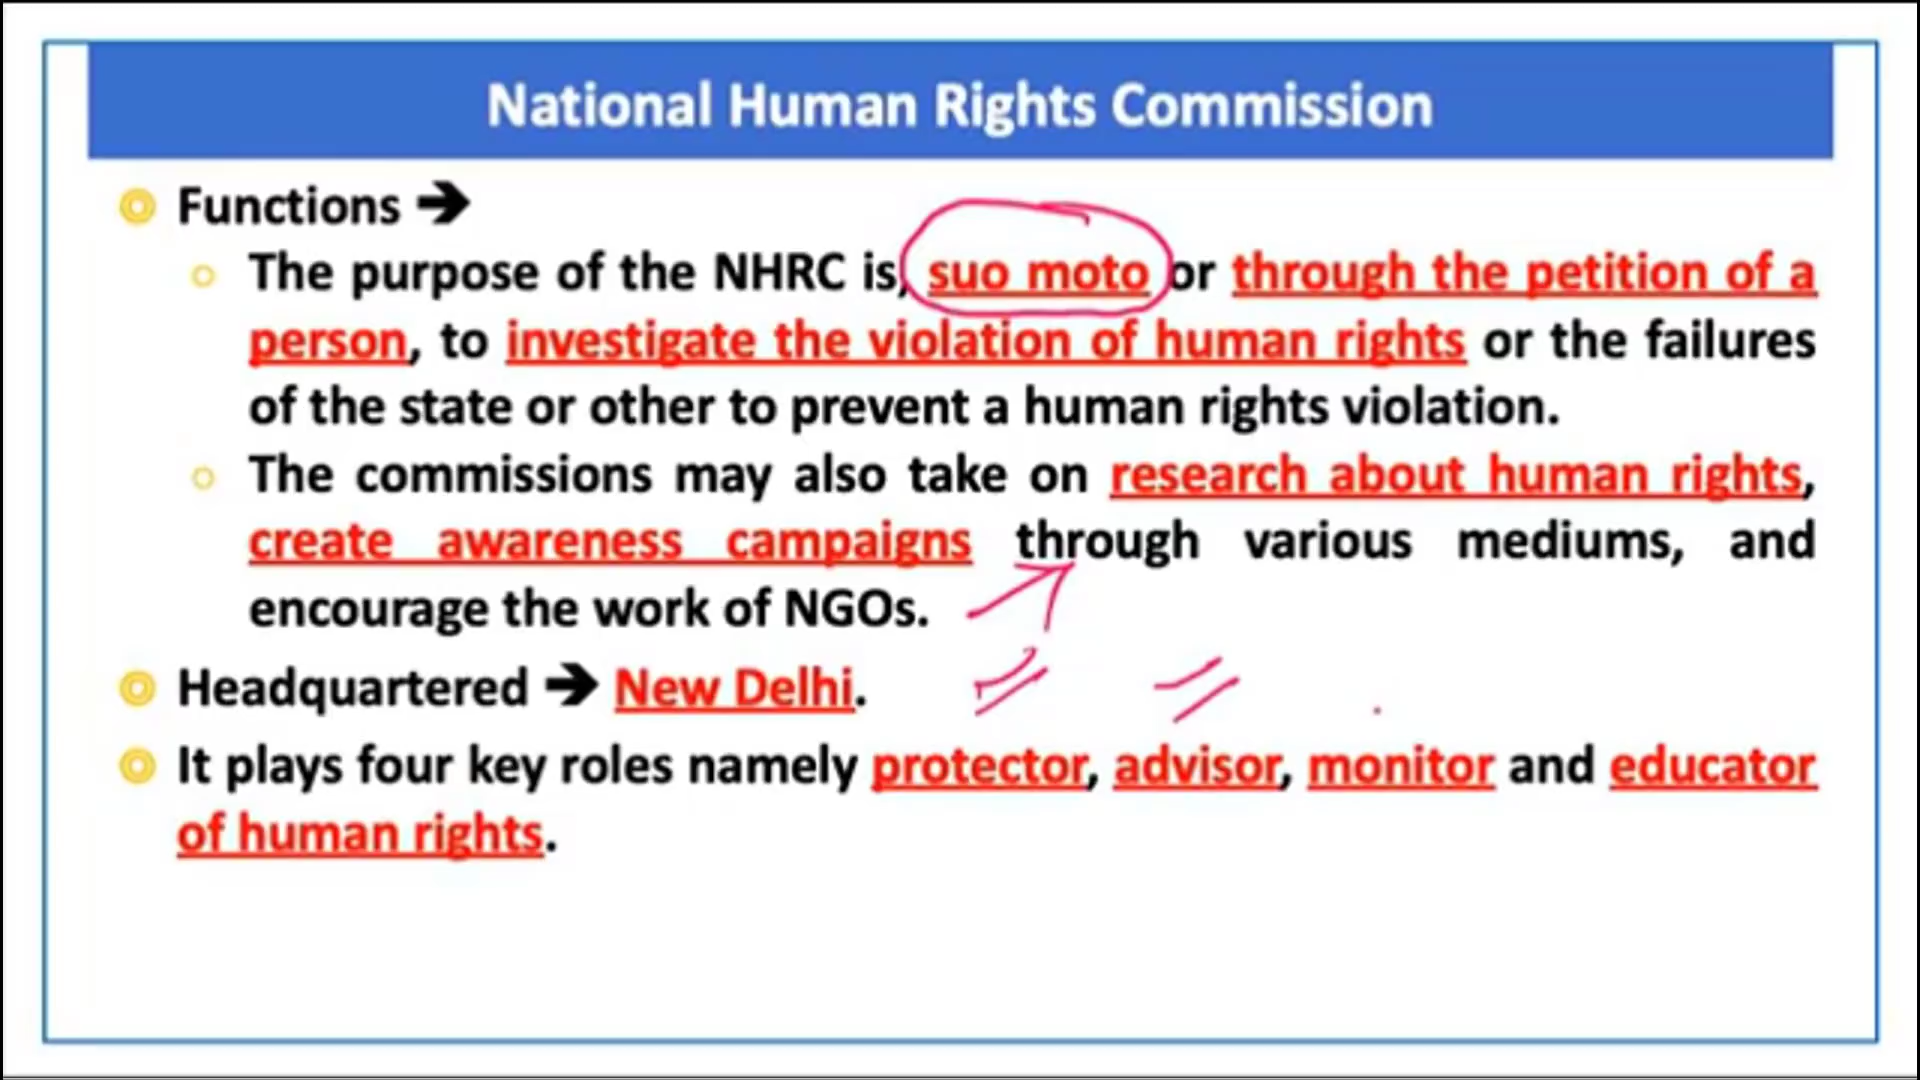 National Human Rights Commission
Functions ➔
The purpose of the NHRC is, suo moto or through the petition of a
person, to investigate the violation of human rights or the failures
of the state or other to prevent a human rights violation.
The commissions may also take on research about human rights,
create awareness campaigns through various mediums, and
encourage the work of NGOs.
Headquartered ➔ New Delhi.
It plays four key roles namely protector, advisor, monitor and educator
of human rights.